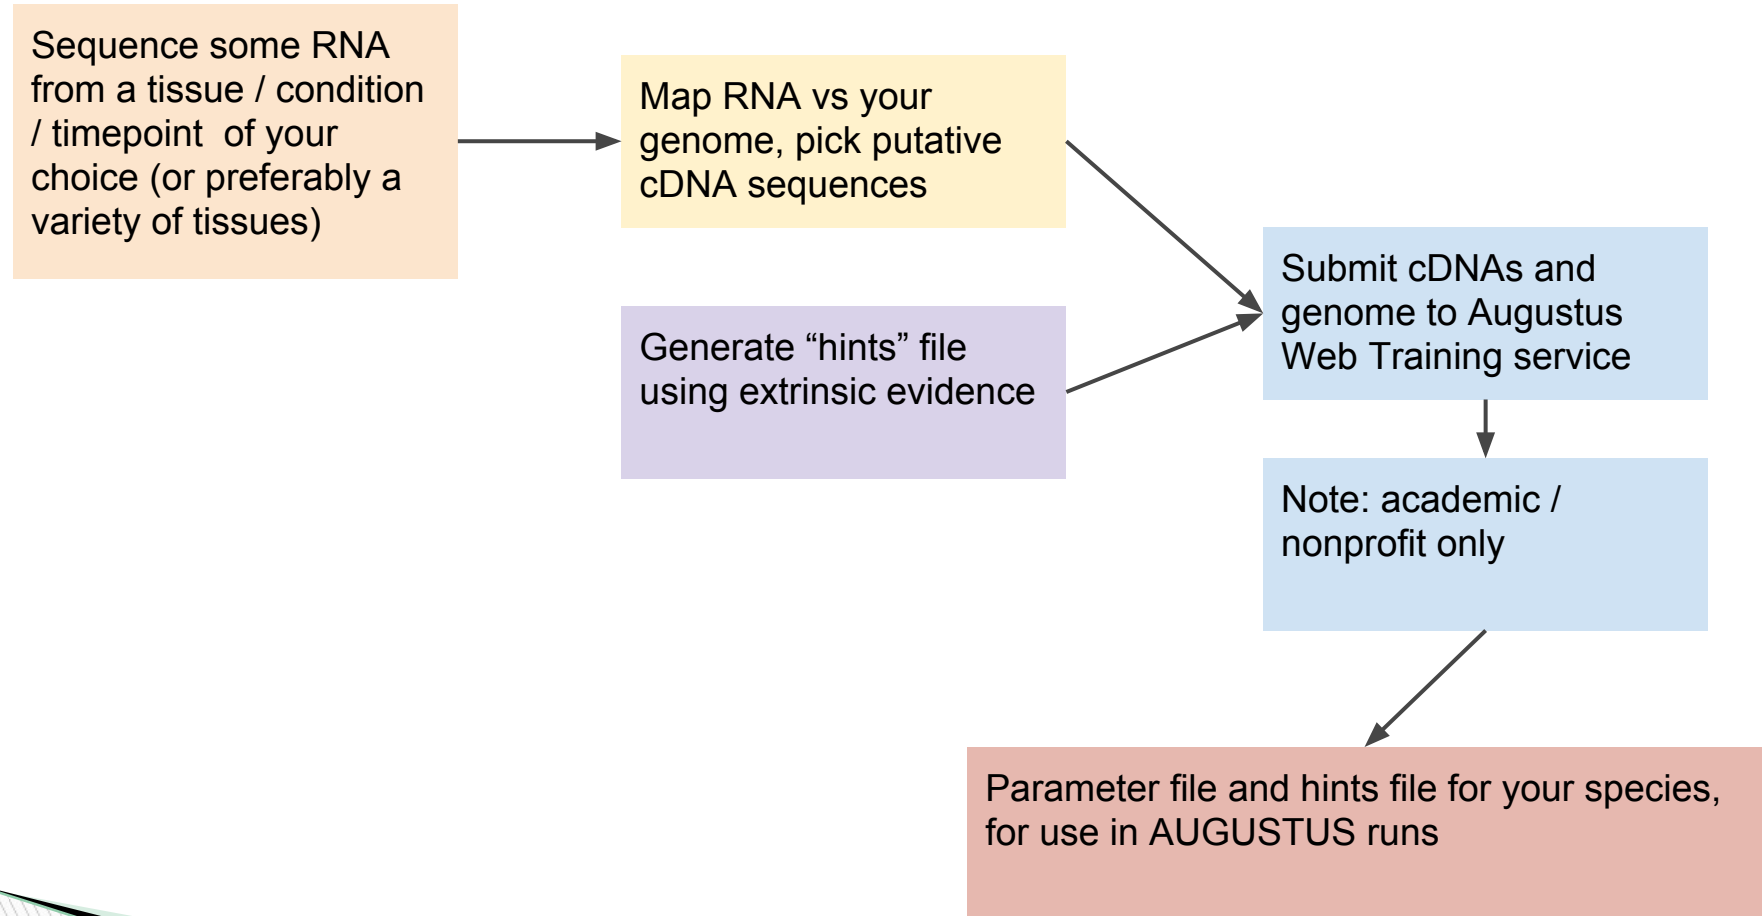 Sequence some RNA
from a tissue / condition
/ timepoint  of your
choice (or preferably a
variety of tissues)
Map RNA vs your
genome, pick putative
cDNA sequences
Generate “hints” file
using extrinsic evidence
Submit cDNAs and
genome to Augustus
Web Training service
Note: academic /
nonprofit only
Parameter file and hints file for your species,
for use in AUGUSTUS runs